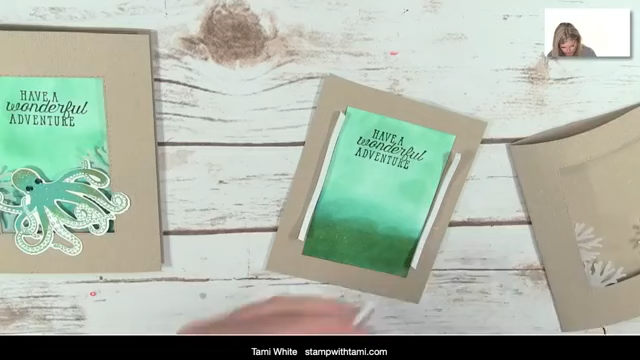 HAVE A
wonderful
ADVENTURE
HAVE A
wonderful
ADVENTURE
Tami White stampwithtami.com